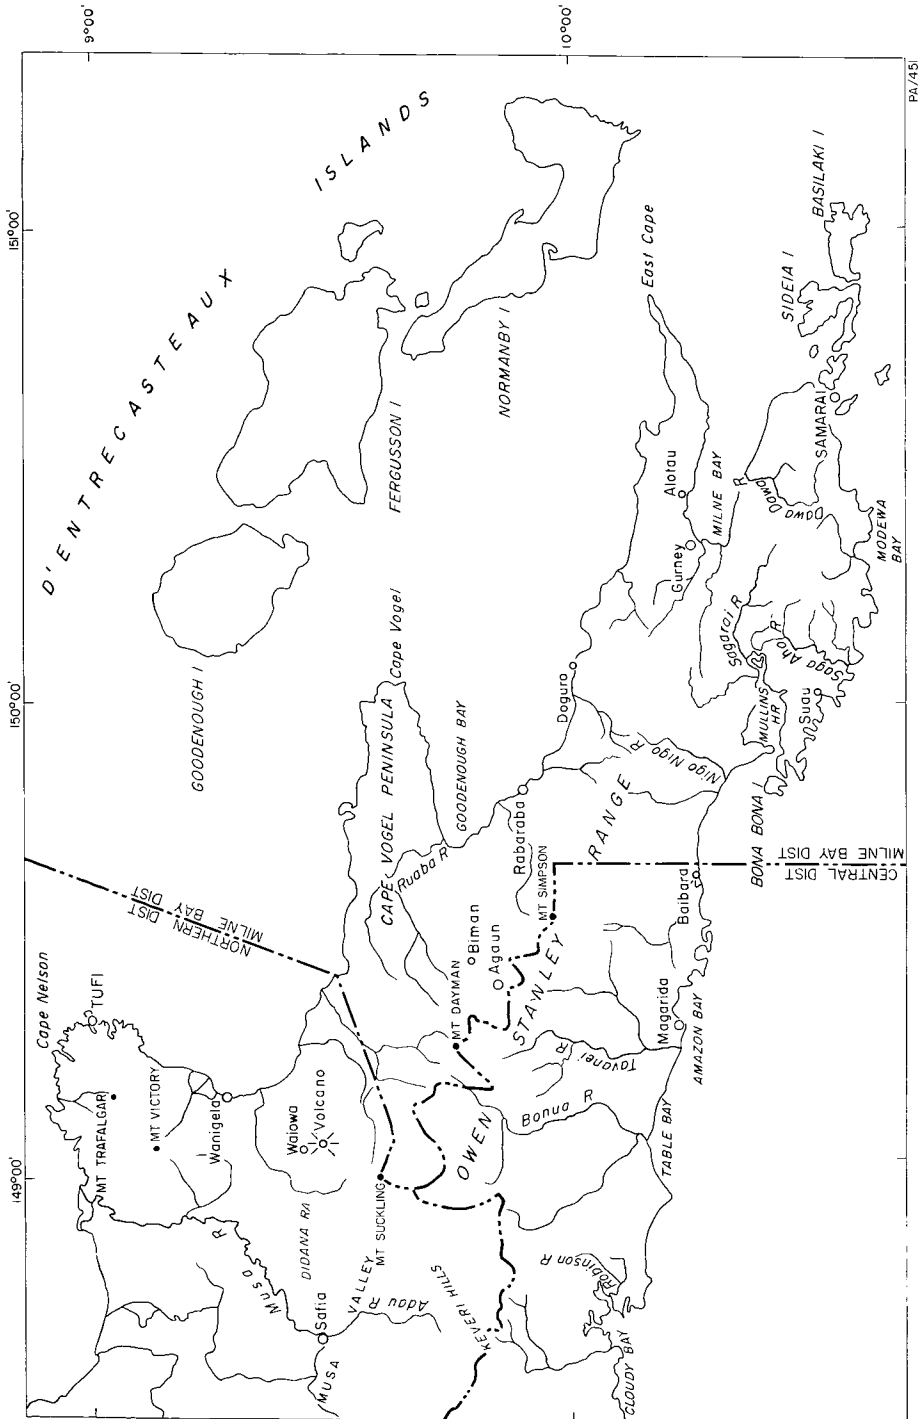 149°00'
150°00'
151°00'
9°00'
10°00'
Cape Nelson
TUFI
MT TRAFALGAR
MT VICTORY
Wanigela
NORTHERN DIST
MILNE BAY DIST
D'ENTRECASTEAUX
ISLANDS
GOODENOUGH I
FERGUSSON I
NORMANBY I
Musa R
DIDANA RA
Waiowa
Volcano
Safia
MUSA
VALLEY
MT SUCKLING
Adau R
KEVERI HILLS
CAPE VOGEL PENINSULA
Cape Vogel
Ruaba R
GOODENOUGH BAY
MT DAYMAN
Biman
Agaun
Rabaraba
MT SIMPSON
OWEN
STANLEY
RANGE
Dogura
East Cape
Bonua R
Tavanei R
Nigo Nigo R
Gurney
Alotau
MILNE BAY
Robinson R
CLOUDY BAY
TABLE BAY
Magarida
AMAZON BAY
Baibara
CENTRAL DIST
MILNE BAY DIST
BONA BONA I
MULLINS
HR
Suau
Sagarai R
Saga Aho R
Dawa
Dawa
R
MODEWA
BAY
SAMARAI
SIDEIA I
BASILAKI I
PA/451